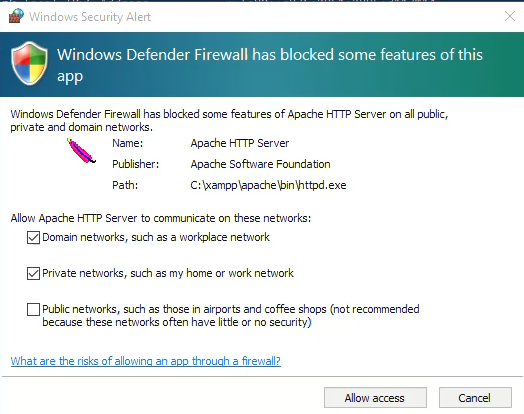 Windows Security Alert
Windows Defender Firewall has blocked some features of this
app
Windows Defender Firewall has blocked some features of Apache HTTP Server on all public,
private and domain networks.
Name: Apache HTTP Server
Publisher: Apache Software Foundation
Path: C:\xampp\apache\bin\httpd.exe
Allow Apache HTTP Server to communicate on these networks:
Domain networks, such as a workplace network
Private networks, such as my home or work network
Public networks, such as those in airports and coffee shops (not recommended
because these networks often have little or no security)
What are the risks of allowing an app through a firewall?
Allow access Cancel